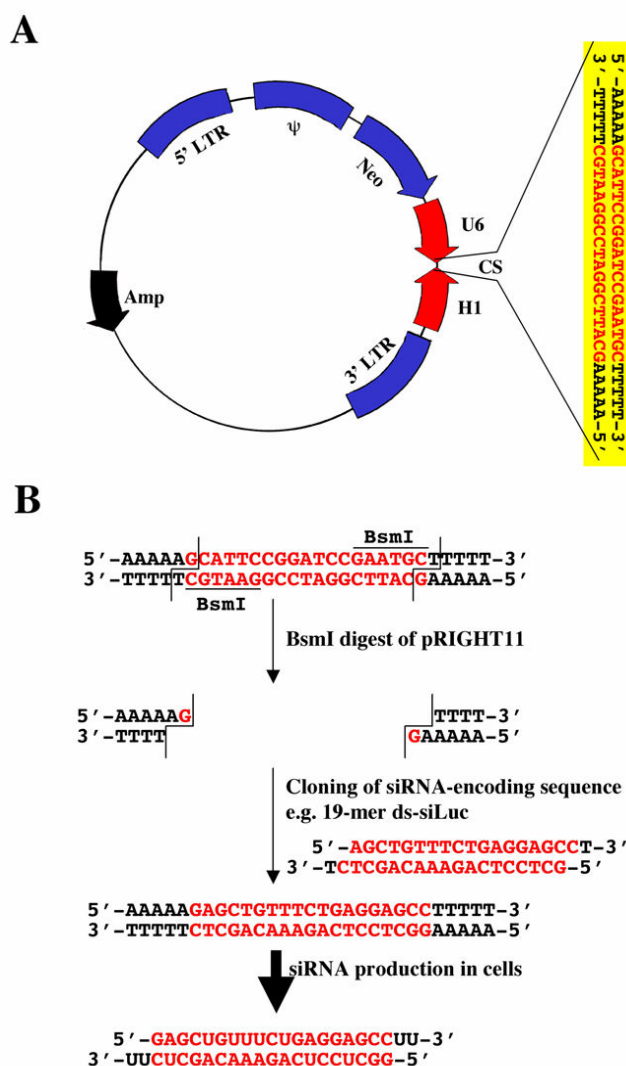 A
5′ LTR
ψ
Neo
U6
CS
H1
3′ LTR
Amp
5′-AAAAAGCATTCCGGATCCGAATGCTTTTT-3′
3′-TTTTTCGTAAGGCCTAGGCTTACGAAAAA-5′
B
BsmI
5′-AAAAAGCATTCCGGATCCGAATGCTTTTT-3′
3′-TTTTTCGTAAGGCCTAGGCTTACGAAAAA-5′
BsmI
BsmI digest of pRIGHT11
5′-AAAAAG TTTT-3′
3′-TTTT GAAAAA-5′
Cloning of siRNA-encoding sequence
e.g. 19-mer ds-siLuc
5′-AGCTGTTTCTGAGGAGCCT-3′
3′-TCTCGACAAAGACTCCTCG-5′
5′-AAAAAGAGCTGTTTCTGAGGAGCCTTTTT-3′
3′-TTTTTCTCGACAAAGACTCCTCGGAAAAA-5′
siRNA production in cells
5′-GAGCUGUUUCUGAGGAGCCUU-3′
3′-UUCUCGACAAAGACUCCUCGG-5′